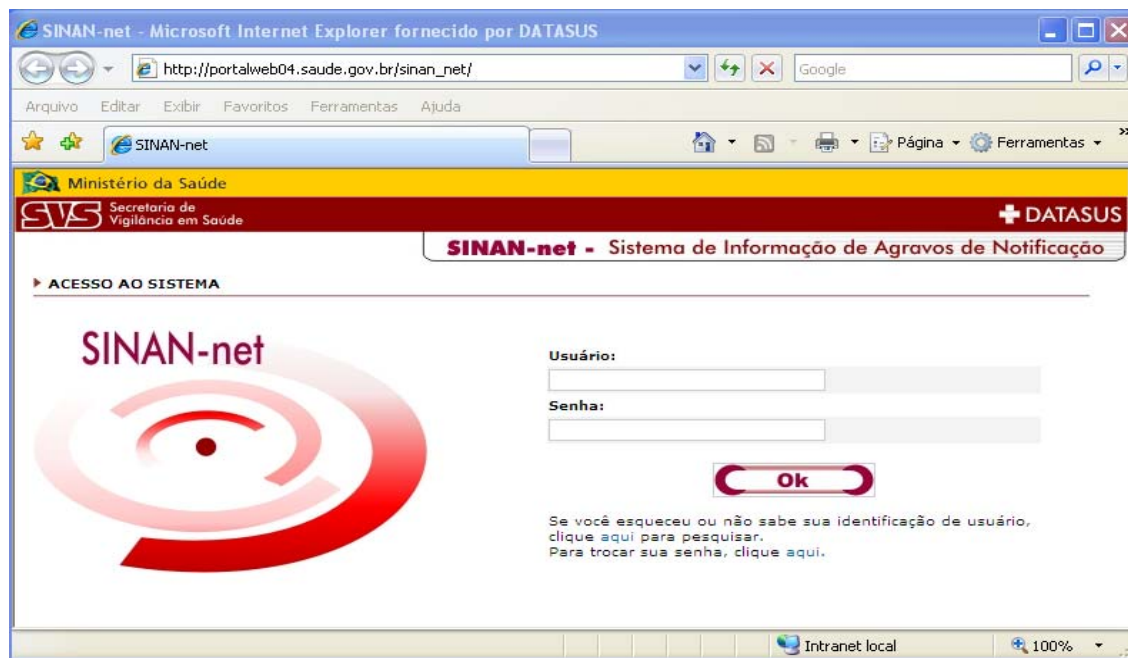 SINAN-net - Microsoft Internet Explorer fornecido por DATASUS
http://portalweb04.saude.gov.br/sinan_net/
Google
Arquivo Editar Exibir Favoritos Ferramentas Ajuda
SINAN-net
Página
Ferramentas
Ministério da Saúde
SVS Secretaria de
Vigilância em Saúde
DATASUS
SINAN-net - Sistema de Informação de Agravos de Notificação
ACESSO AO SISTEMA
SINAN-net
Usuário:
Senha:
Ok
Se você esqueceu ou não sabe sua identificação de usuário,
clique aqui para pesquisar.
Para trocar sua senha, clique aqui.
Intranet local
100%